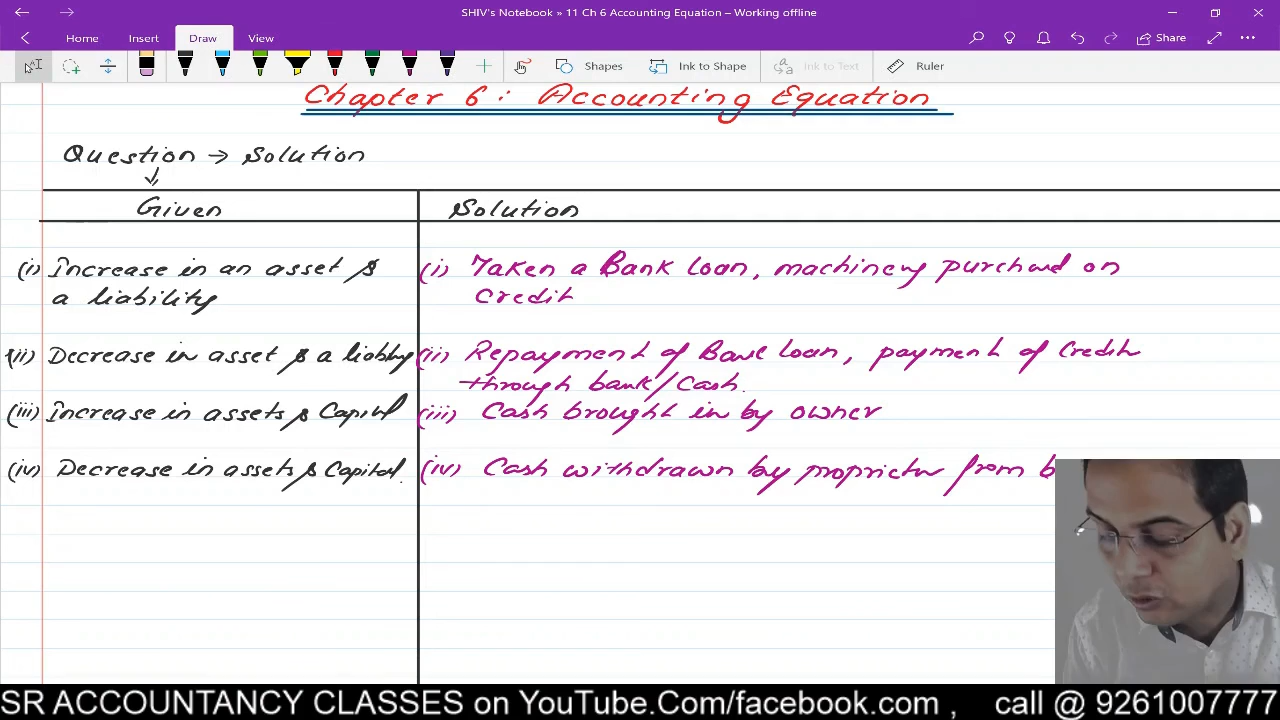 SHIV's Notebook » 11 Ch 6 Accounting Equation – Working offline
Home Insert Draw View
Share
Shapes Ink to Shape Ink to Text Ruler
Chapter 6 : Accounting Equation
Question → Solution
↓
Given Solution
(i) Increase in an asset & (i) Taken a Bank loan, machinery purchased on
a liability Credit
(ii) Decrease in asset & a liability (ii) Repayment of Bank loan, payment of Credit
through bank/Cash.
(iii) Increase in assets & Capital (iii) Cash brought in by owner
(iv) Decrease in assets & Capital. (iv) Cash withdrawn by proprietor from b
SR ACCOUNTANCY CLASSES on YouTube.Com/facebook.com , call @ 9261007777